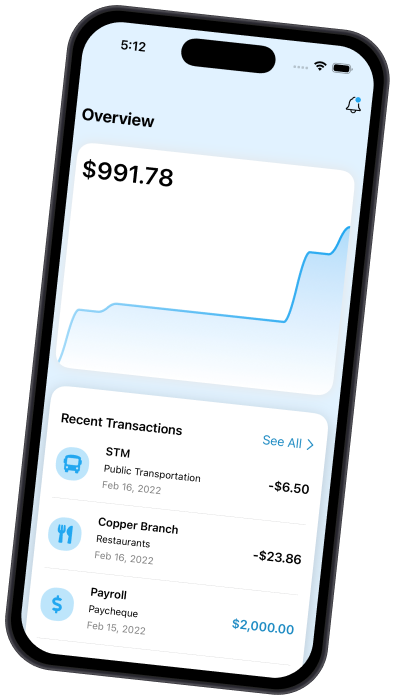 5:12
Overview
$991.78
Recent Transactions
See All
STM
Public Transportation
Feb 16, 2022
-$6.50
Copper Branch
Restaurants
Feb 16, 2022
-$23.86
Payroll
Paycheque
Feb 15, 2022
$2,000.00